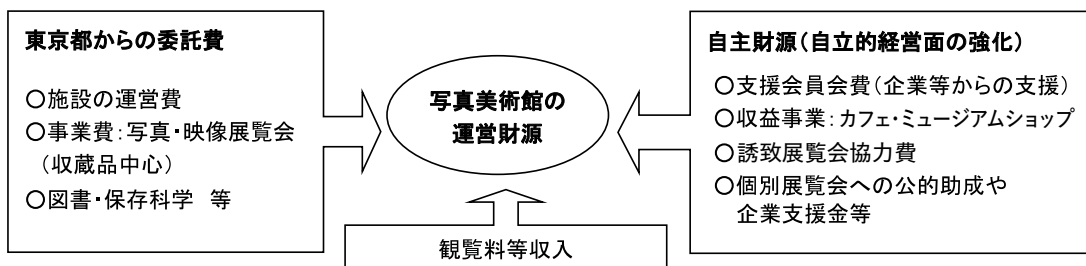 東京都からの委託費
○施設の運営費
○事業費：写真・映像展覧会
（収蔵品中心）
○図書・保存科学　等
写真美術館の
運営財源
観覧料等収入
自主財源（自立的経営面の強化）
○支援会員会費（企業等からの支援）
○収益事業：カフェ・ミュージアムショップ
○誘致展覧会協力費
○個別展覧会への公的助成や
企業支援金等